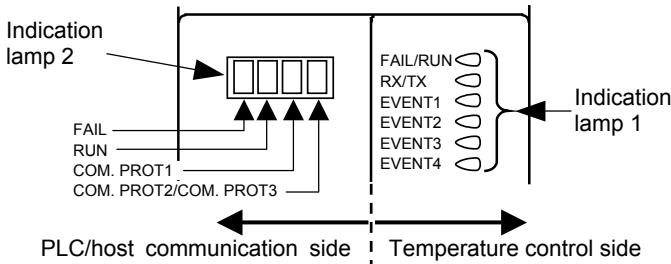 Indication
lamp 2
FAIL
RUN
COM. PROT1
COM. PROT2/COM. PROT3
FAIL/RUN
RX/TX
EVENT1
EVENT2
EVENT3
EVENT4
Indication
lamp 1
PLC/host communication side
Temperature control side